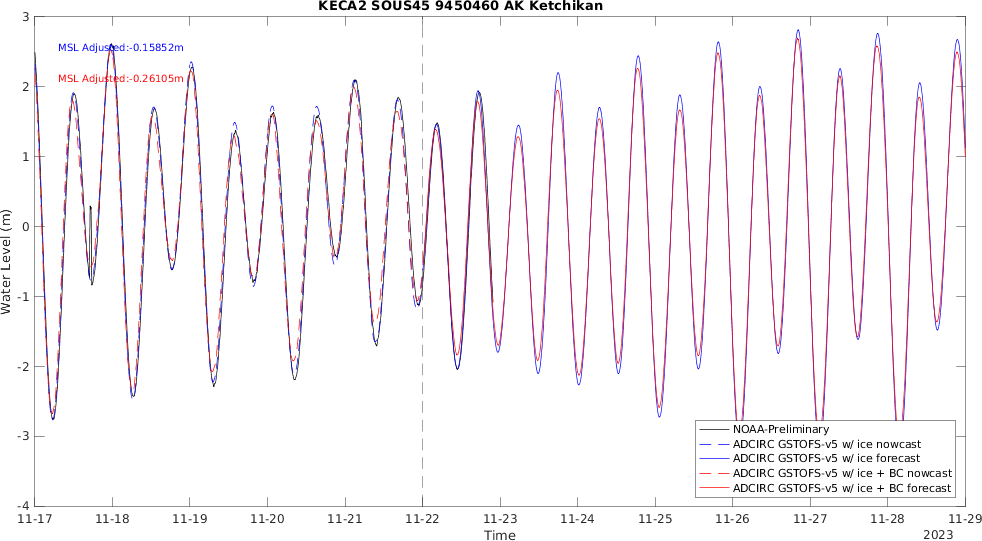 KECA2 SOUS45 9450460 AK Ketchikan
MSL Adjusted:-0.15852m
MSL Adjusted:-0.26105m
Water Level (m)
3
2
1
0
-1
-2
-3
-4
NOAA-Preliminary
ADCIRC GSTOFS-v5 w/ ice nowcast
ADCIRC GSTOFS-v5 w/ ice forecast
ADCIRC GSTOFS-v5 w/ ice + BC nowcast
ADCIRC GSTOFS-v5 w/ ice + BC forecast
11-17 11-18 11-19 11-20 11-21 11-22 11-23 11-24 11-25 11-26 11-27 11-28 11-29
Time
2023